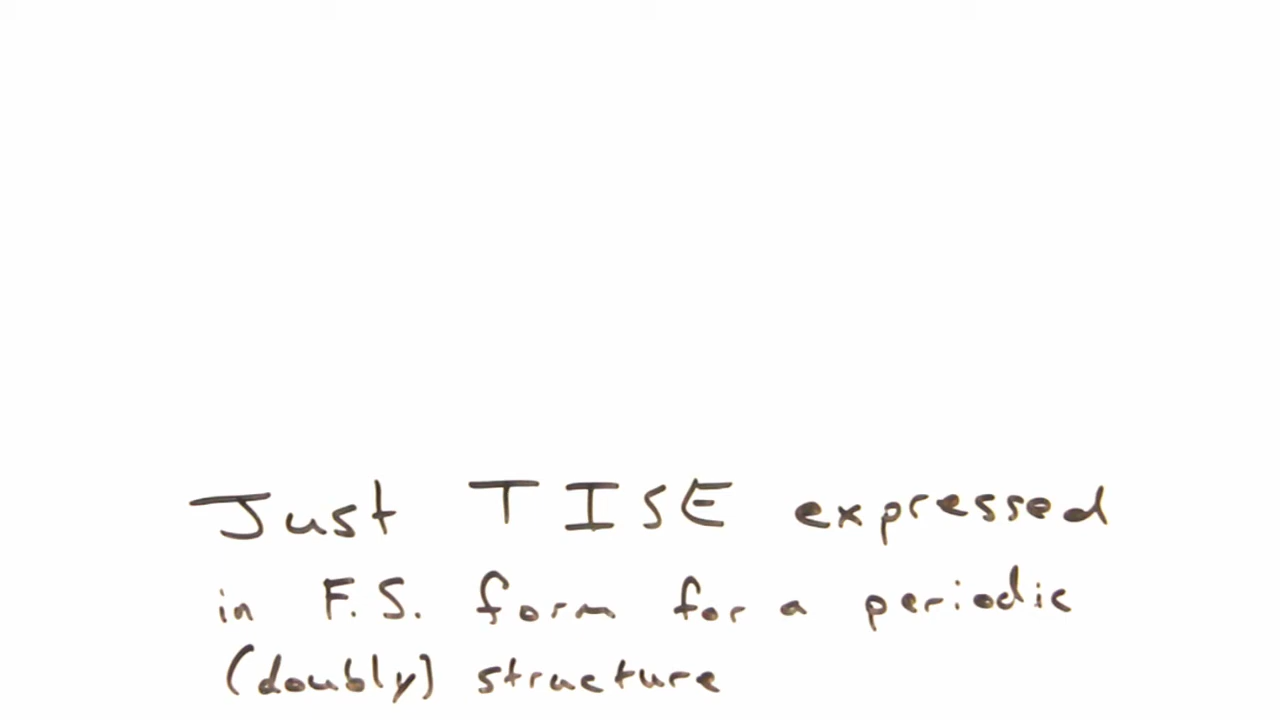 Just TISE expressed
in F.S. form for a periodic
(doubly) structure